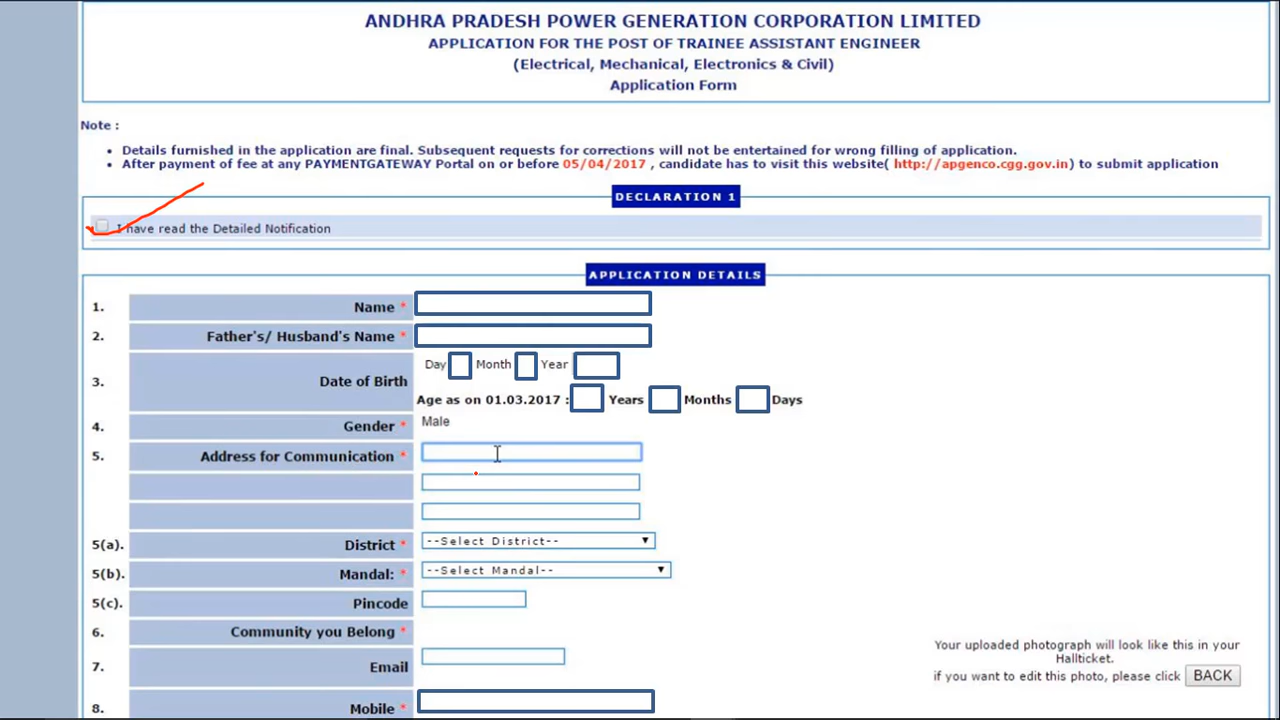 ANDHRA PRADESH POWER GENERATION CORPORATION LIMITED
APPLICATION FOR THE POST OF TRAINEE ASSISTANT ENGINEER
(Electrical, Mechanical, Electronics & Civil)
Application Form
Note :
• Details furnished in the application are final. Subsequent requests for corrections will not be entertained for wrong filling of application.
• After payment of fee at any PAYMENTGATEWAY Portal on or before 05/04/2017 , candidate has to visit this website( http://apgenco.cgg.gov.in) to submit application
DECLARATION 1
I have read the Detailed Notification
APPLICATION DETAILS
1. Name *
2. Father's/ Husband's Name *
3. Date of Birth Day Month Year
Age as on 01.03.2017 : Years Months Days
4. Gender * Male
5. Address for Communication *
5(a). District * --Select District--
5(b). Mandal: * --Select Mandal--
5(c). Pincode
6. Community you Belong *
7. Email
8. Mobile *
Your uploaded photograph will look like this in your
Hallticket.
if you want to edit this photo, please click BACK